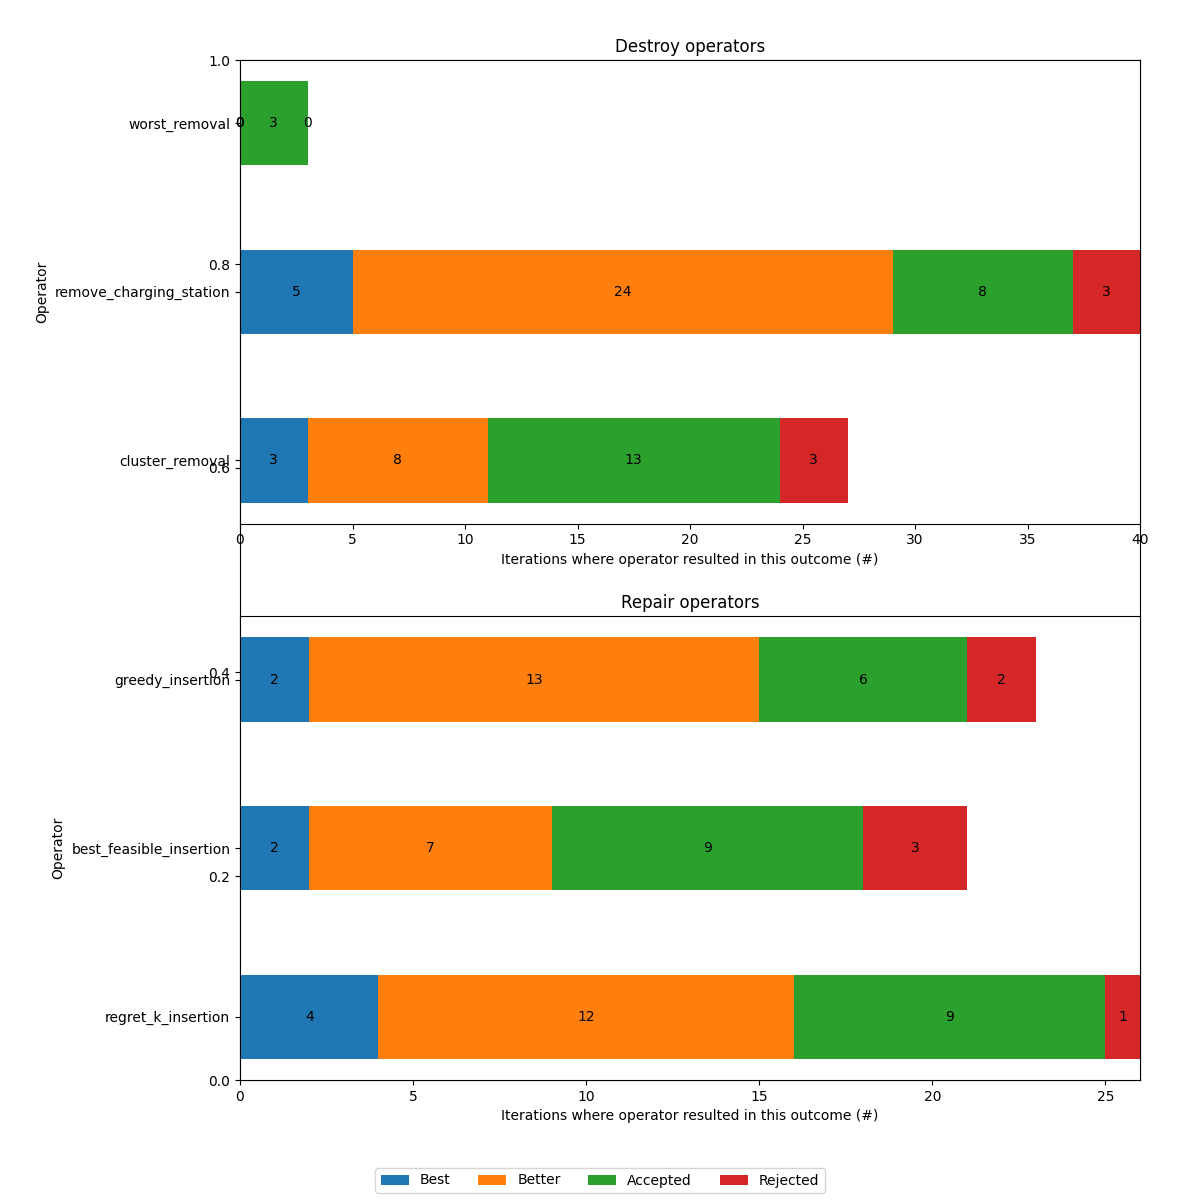 Destroy operators
1.0
worst_removal
0
0
3
0
0.8
Operator
remove_charging_station
5
24
8
3
cluster_removal
3
8
13
3
0.6
0 5 10 15 20 25 30 35 40
Iterations where operator resulted in this outcome (#)
Repair operators
0.4
greedy_insertion
2
13
6
2
Operator
best_feasible_insertion
2
7
9
3
0.2
regret_k_insertion
4
12
9
1
0.0
0 5 10 15 20 25
Iterations where operator resulted in this outcome (#)
Best Better Accepted Rejected